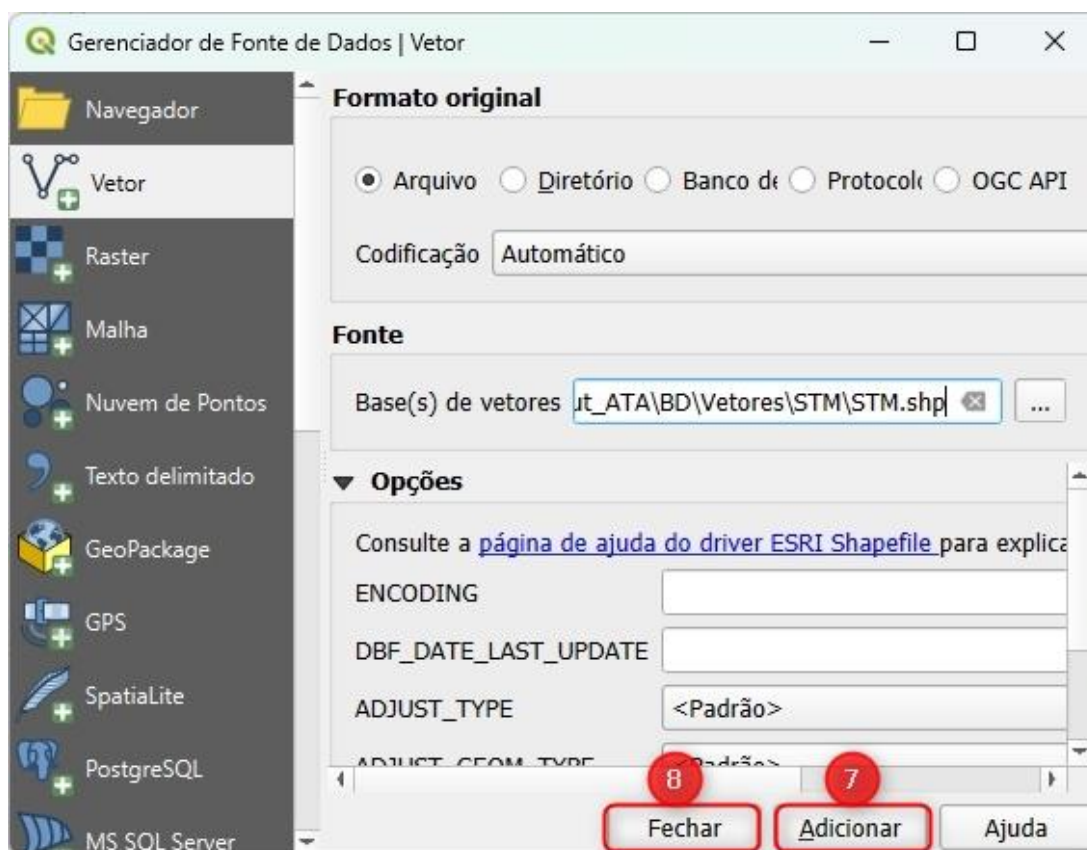 Gerenciador de Fonte de Dados | Vetor
Navegador
Vetor
Raster
Malha
Nuvem de Pontos
Texto delimitado
GeoPackage
GPS
SpatiaLite
PostgreSQL
MS SQL Server
Formato original
Arquivo Diretório Banco de Protocolo OGC API
Codificação Automático
Fonte
Base(s) de vetores ut_ATA\BD\Vetores\STM\STM.shp ...
Opções
Consulte a página de ajuda do driver ESRI Shapefile para explica
ENCODING
DBF_DATE_LAST_UPDATE
ADJUST_TYPE <Padrão>
ADJUST_GEOM_TYPE <Padrão>
8 7
Fechar Adicionar Ajuda